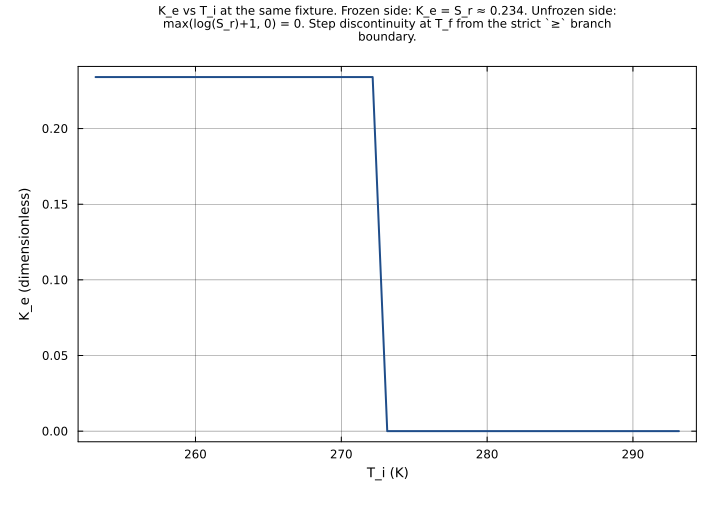 K_e vs T_i at the same fixture. Frozen side: K_e = S_r ≈ 0.234. Unfrozen side:
max(log(S_r)+1, 0) = 0. Step discontinuity at T_f from the strict `≥` branch
boundary.
K_e (dimensionless)
0.20
0.15
0.10
0.05
0.00
260
270
280
290
T_i (K)